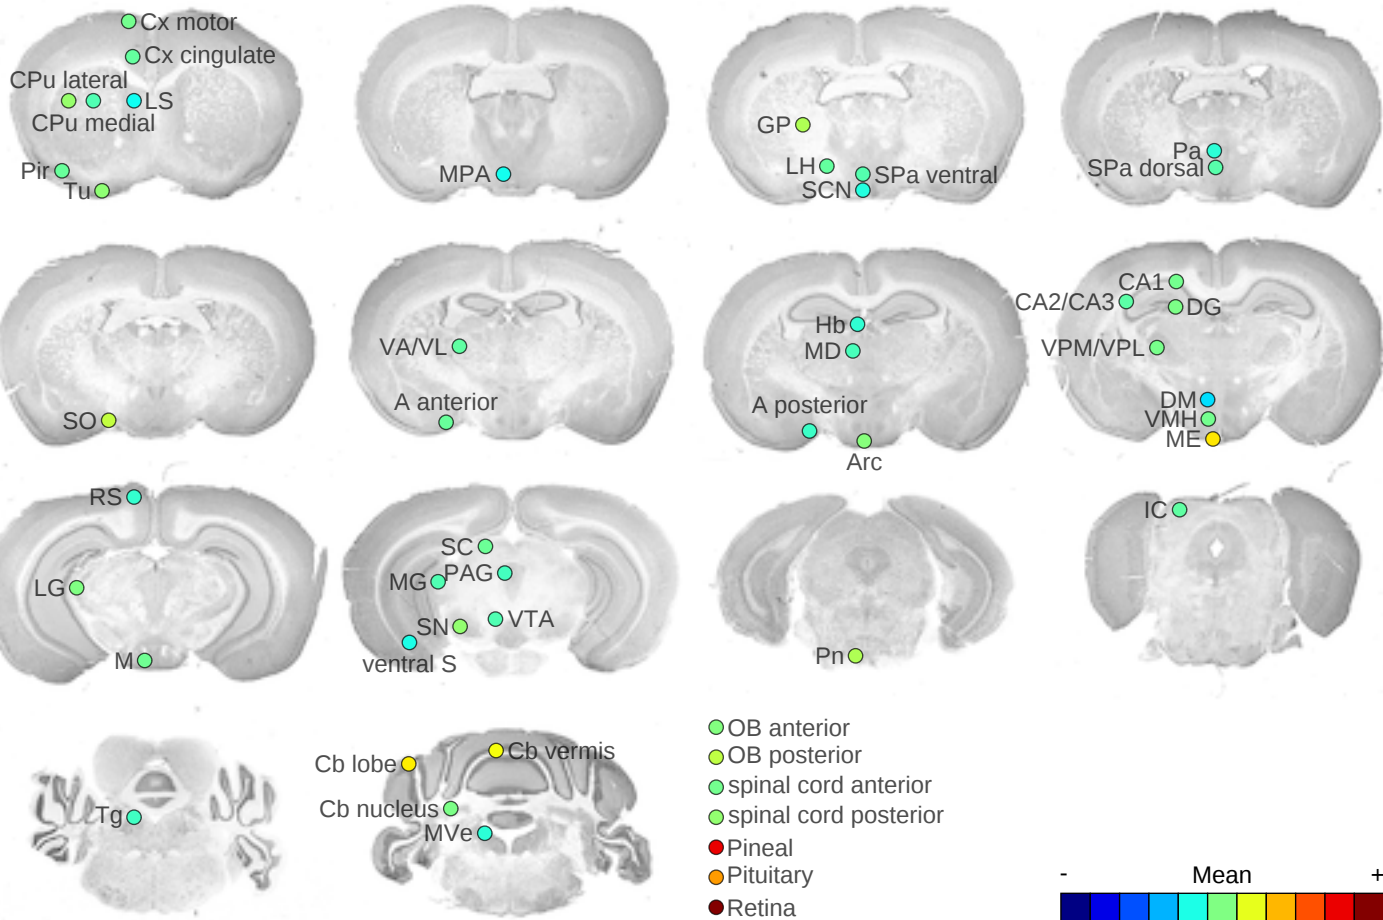 Cx motor
Cx cingulate
CPu lateral
LS
CPu medial
Pir
Tu
MPA
GP
LH
SPa ventral
SCN
Pa
SPa dorsal
SO
VA/VL
A anterior
Hb
MD
A posterior
Arc
CA1
CA2/CA3
DG
VPM/VPL
DM
VMH
ME
RS
LG
M
SC
MG
PAG
SN
VTA
ventral S
Pn
IC
Tg
Cb lobe
Cb vermis
Cb nucleus
MVe
OB anterior
OB posterior
spinal cord anterior
spinal cord posterior
Pineal
Pituitary
Retina
- Mean +